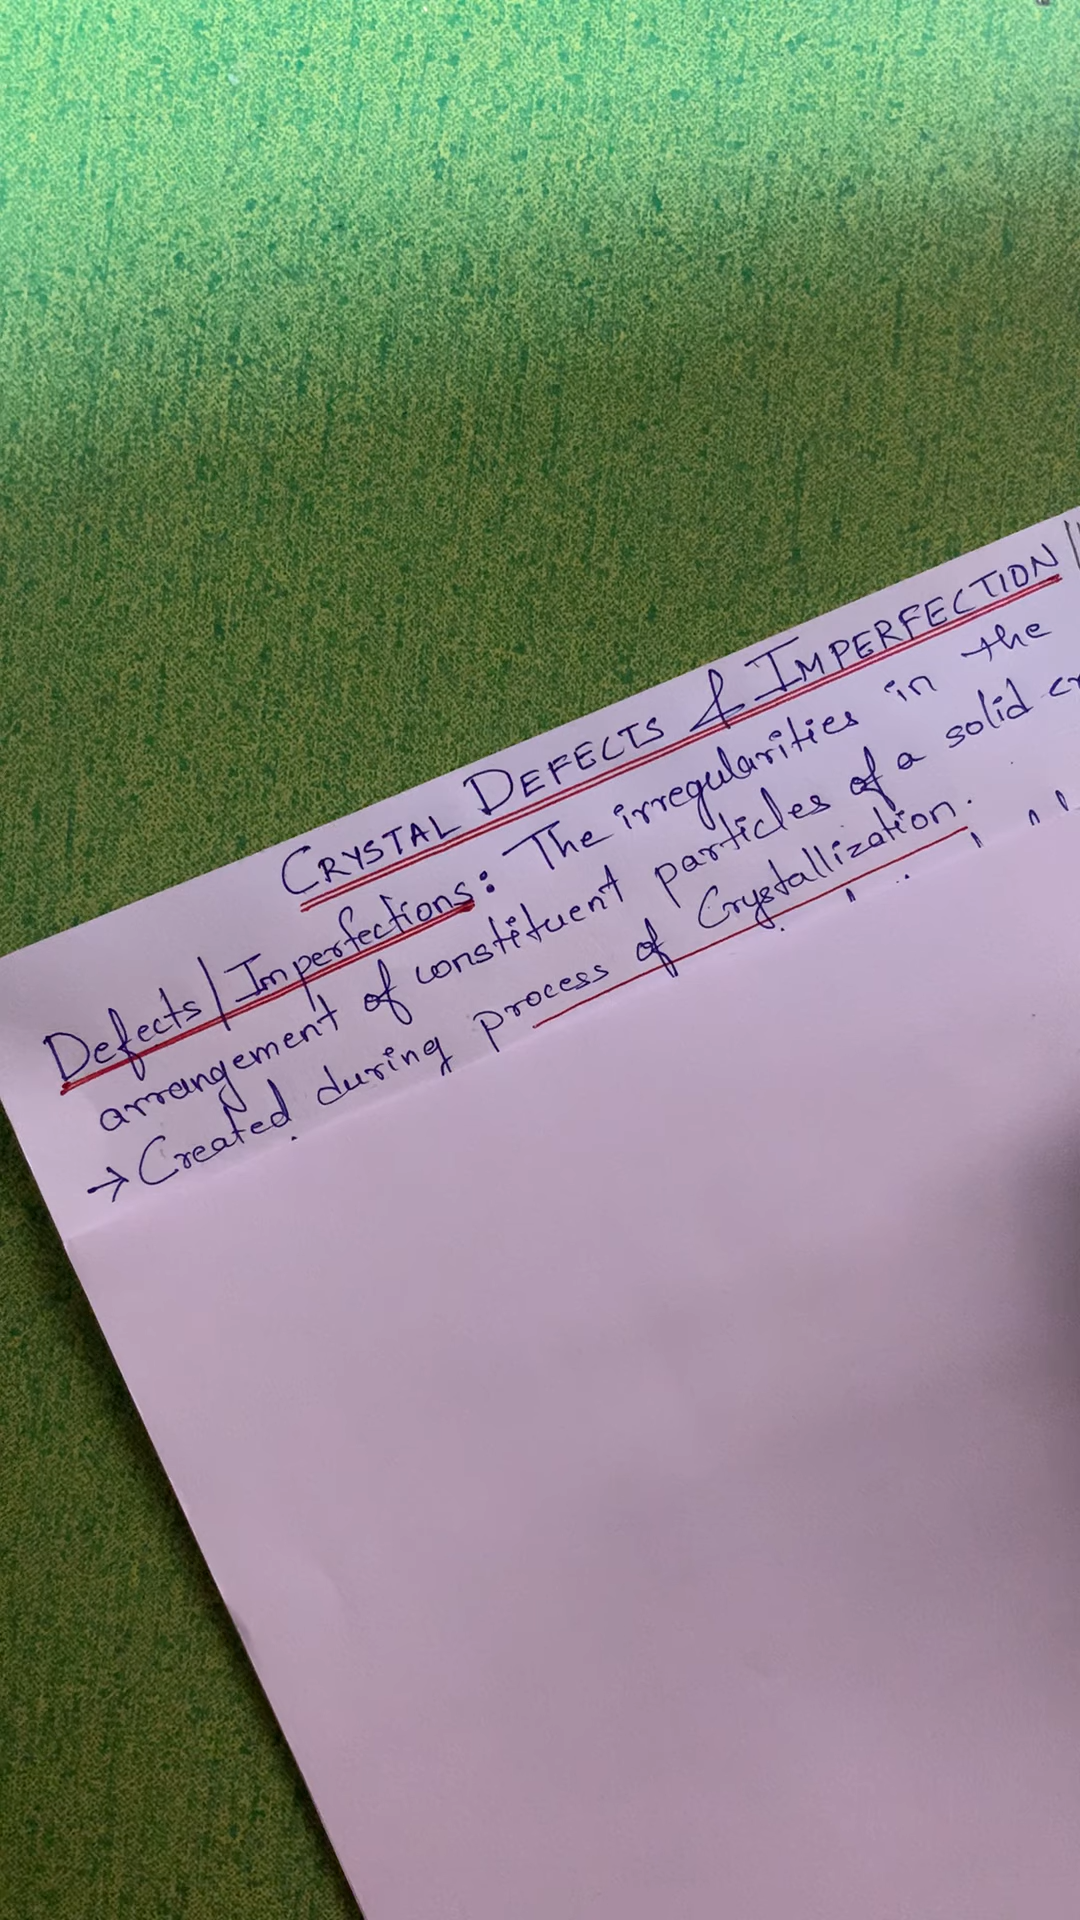 CRYSTAL DEFECTS & IMPERFECTION
Defects/Imperfections: The irregularities in the
arrangement of constituent particles of a solid
→ Created during process of Crystallization.